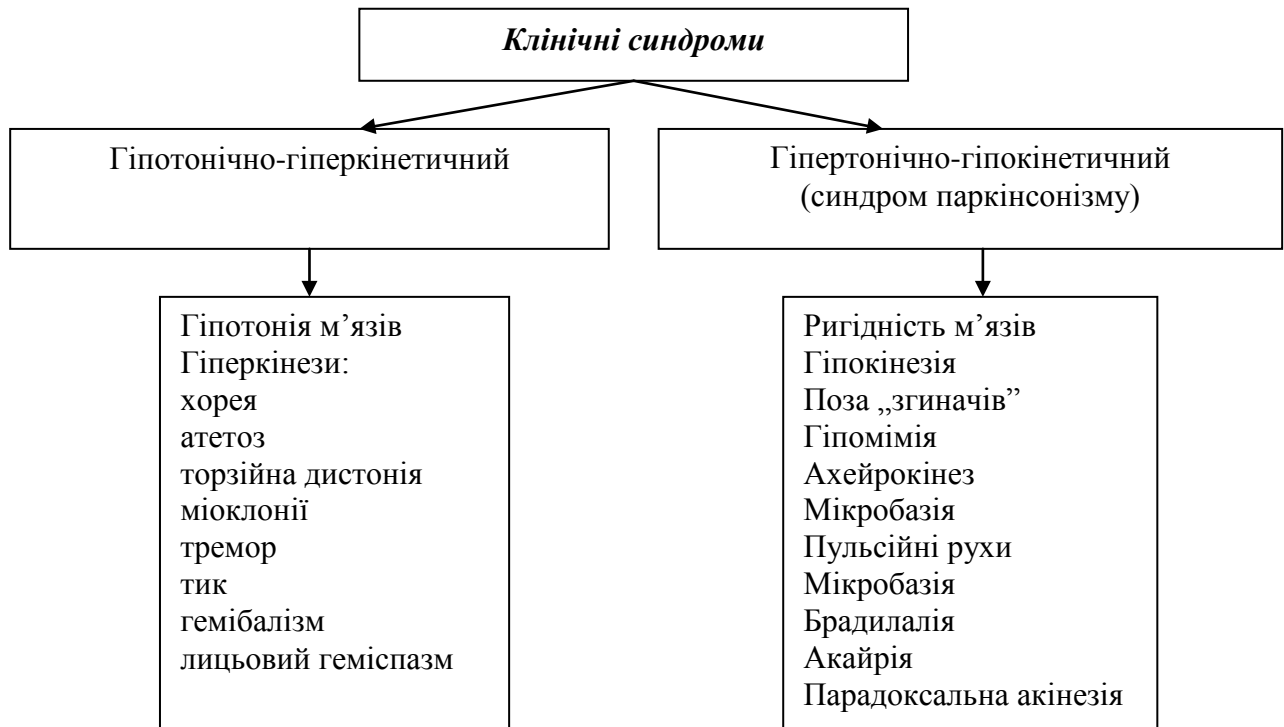 Клінічні синдроми
Гіпотонічно-гіперкінетичний
Гіпертонічно-гіпокінетичний
(синдром паркінсонізму)
Гіпотонія м’язів
Гіперкінези:
хорея
атетоз
торзійна дистонія
міоклонії
тремор
тик
гемібалізм
лицьовий геміспазм
Ригідність м’язів
Гіпокінезія
Поза „згиначів”
Гіпомімія
Ахейрокінез
Мікробазія
Пульсійні рухи
Мікробазія
Брадилалія
Акайрія
Парадоксальна акінезія